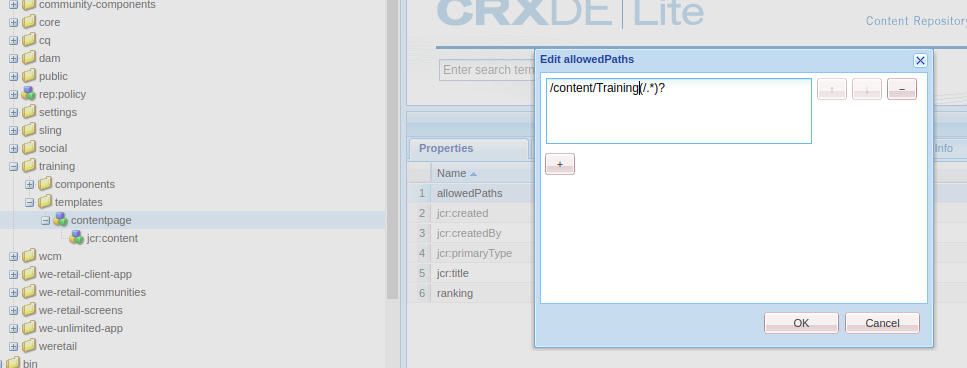 community-components
core
cq
dam
public
rep:policy
settings
sling
social
training
components
templates
contentpage
jcr:content
wcm
we-retail-client-app
we-retail-communities
we-retail-screens
we-unlimited-app
weretail
bin
CRXDE | Lite
Content Repository
Enter search term
Edit allowedPaths
/content/Training(/.*)?
↑ ↓ −
+
OK Cancel
Properties
Info
Name
1 allowedPaths
2 jcr:created
3 jcr:createdBy
4 jcr:primaryType
5 jcr:title
6 ranking